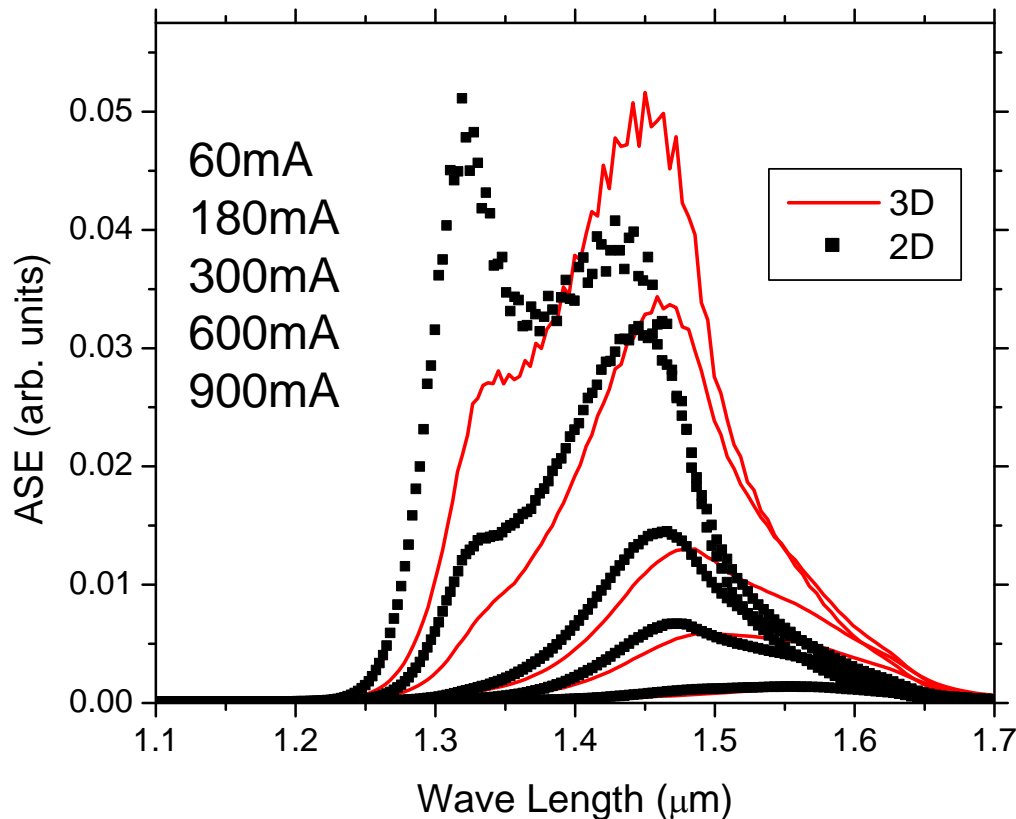 0.05
0.04
0.03
0.02
0.01
0.00
ASE (arb. units)
60mA
180mA
300mA
600mA
900mA
3D
2D
1.1 1.2 1.3 1.4 1.5 1.6 1.7
Wave Length (μm)